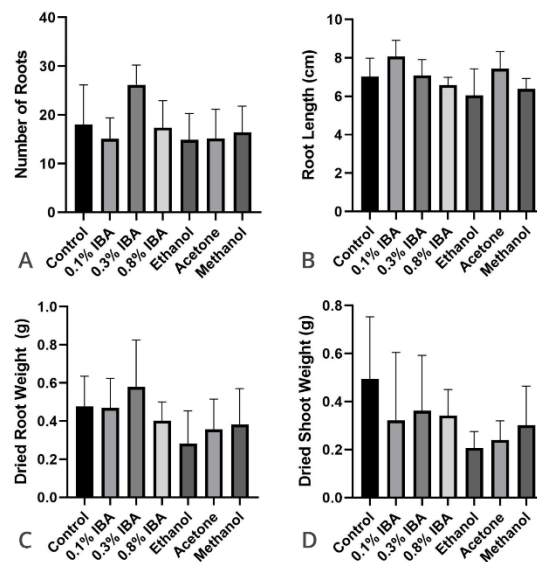 Number of Roots
40
30
20
10
0
Control
0.1% IBA
0.3% IBA
0.8% IBA
Ethanol
Acetone
Methanol
A
Root Length (cm)
10
8
6
4
2
0
Control
0.1% IBA
0.3% IBA
0.8% IBA
Ethanol
Acetone
Methanol
B
Dried Root Weight (g)
1.0
0.8
0.6
0.4
0.2
0.0
Control
0.1% IBA
0.3% IBA
0.8% IBA
Ethanol
Acetone
Methanol
C
Dried Shoot Weight (g)
0.8
0.6
0.4
0.2
0.0
Control
0.1% IBA
0.3% IBA
0.8% IBA
Ethanol
Acetone
Methanol
D